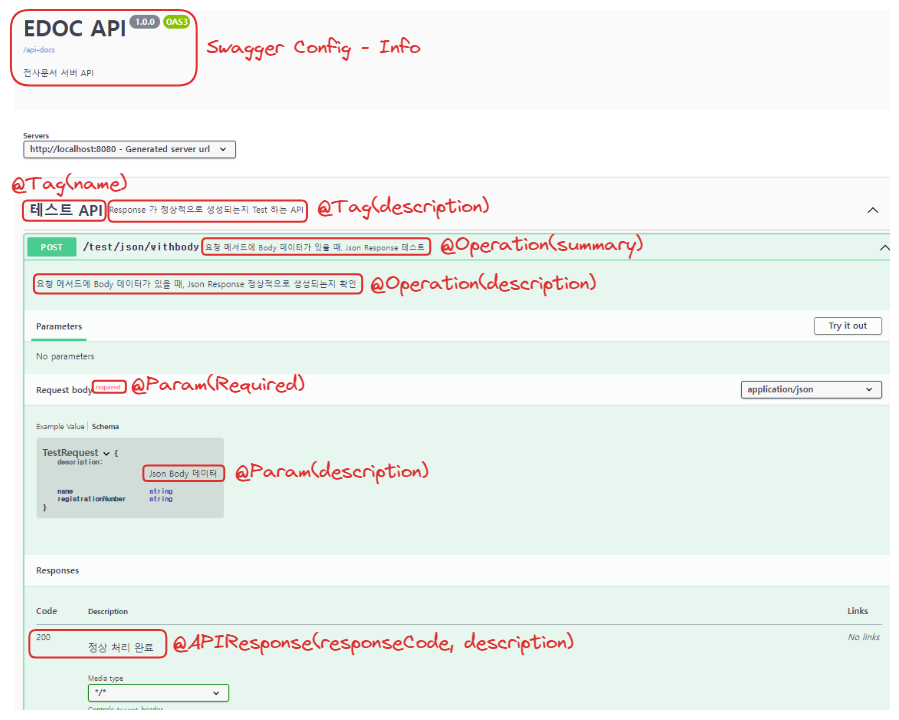 EDOC API 1.0.0 OAS3
/api-docs
Swagger Config - Info
전사문서 서버 API
Servers
http://localhost:8080 - Generated server url
@Tag(name)
테스트 API Response 가 정상적으로 생성되는지 Test 하는 API @Tag(description)
POST /test/json/withbody 요청 메서드에 Body 데이터가 있을 때, Json Response 테스트 @Operation(summary)
요청 메서드에 Body 데이터가 있을 때, Json Response 정상적으로 생성되는지 확인 @Operation(description)
Parameters Try it out
No parameters
Request body required @Param(Required) application/json
Example Value | Schema
TestRequest {
description:
Json Body 데이터 @Param(description)
name string
registrationNumber string
}
Responses
Code Description Links
200 정상 처리 완료 @APIResponse(responseCode, description) No links
Media type
*/*
Controls Accept header